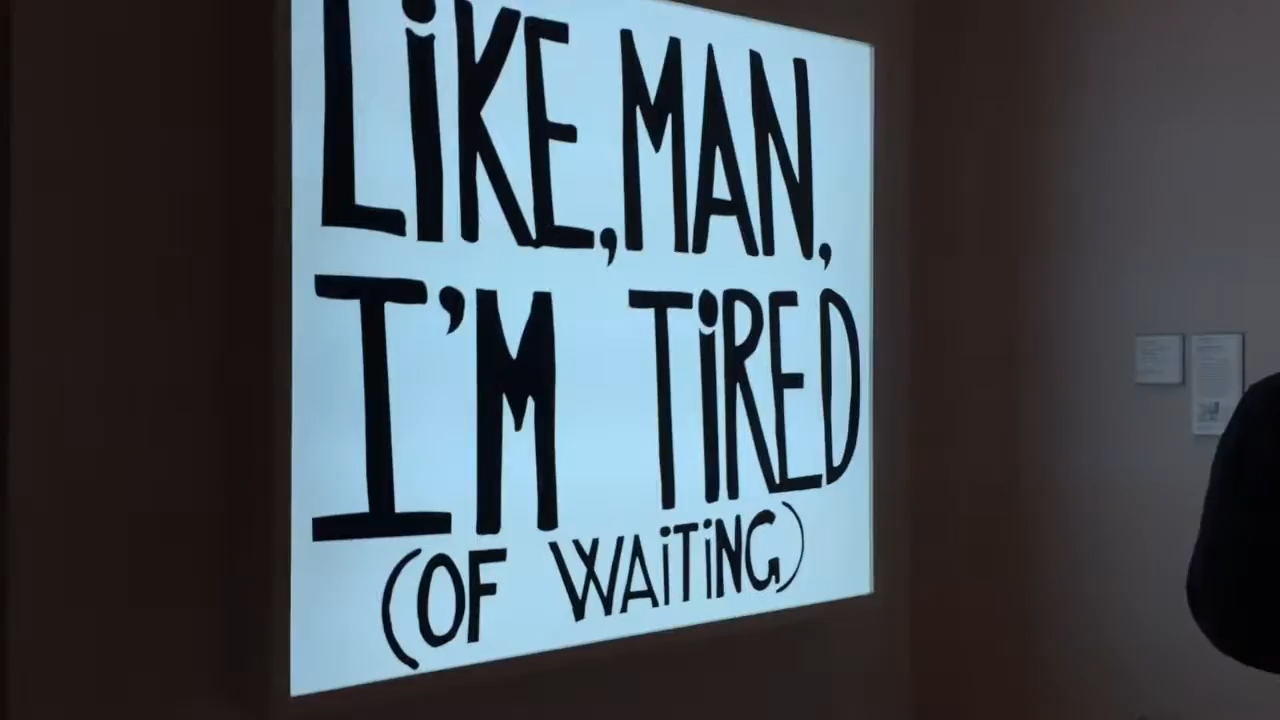 LiKE, MAN,
I'M TiRED
(OF WAiTiNG)